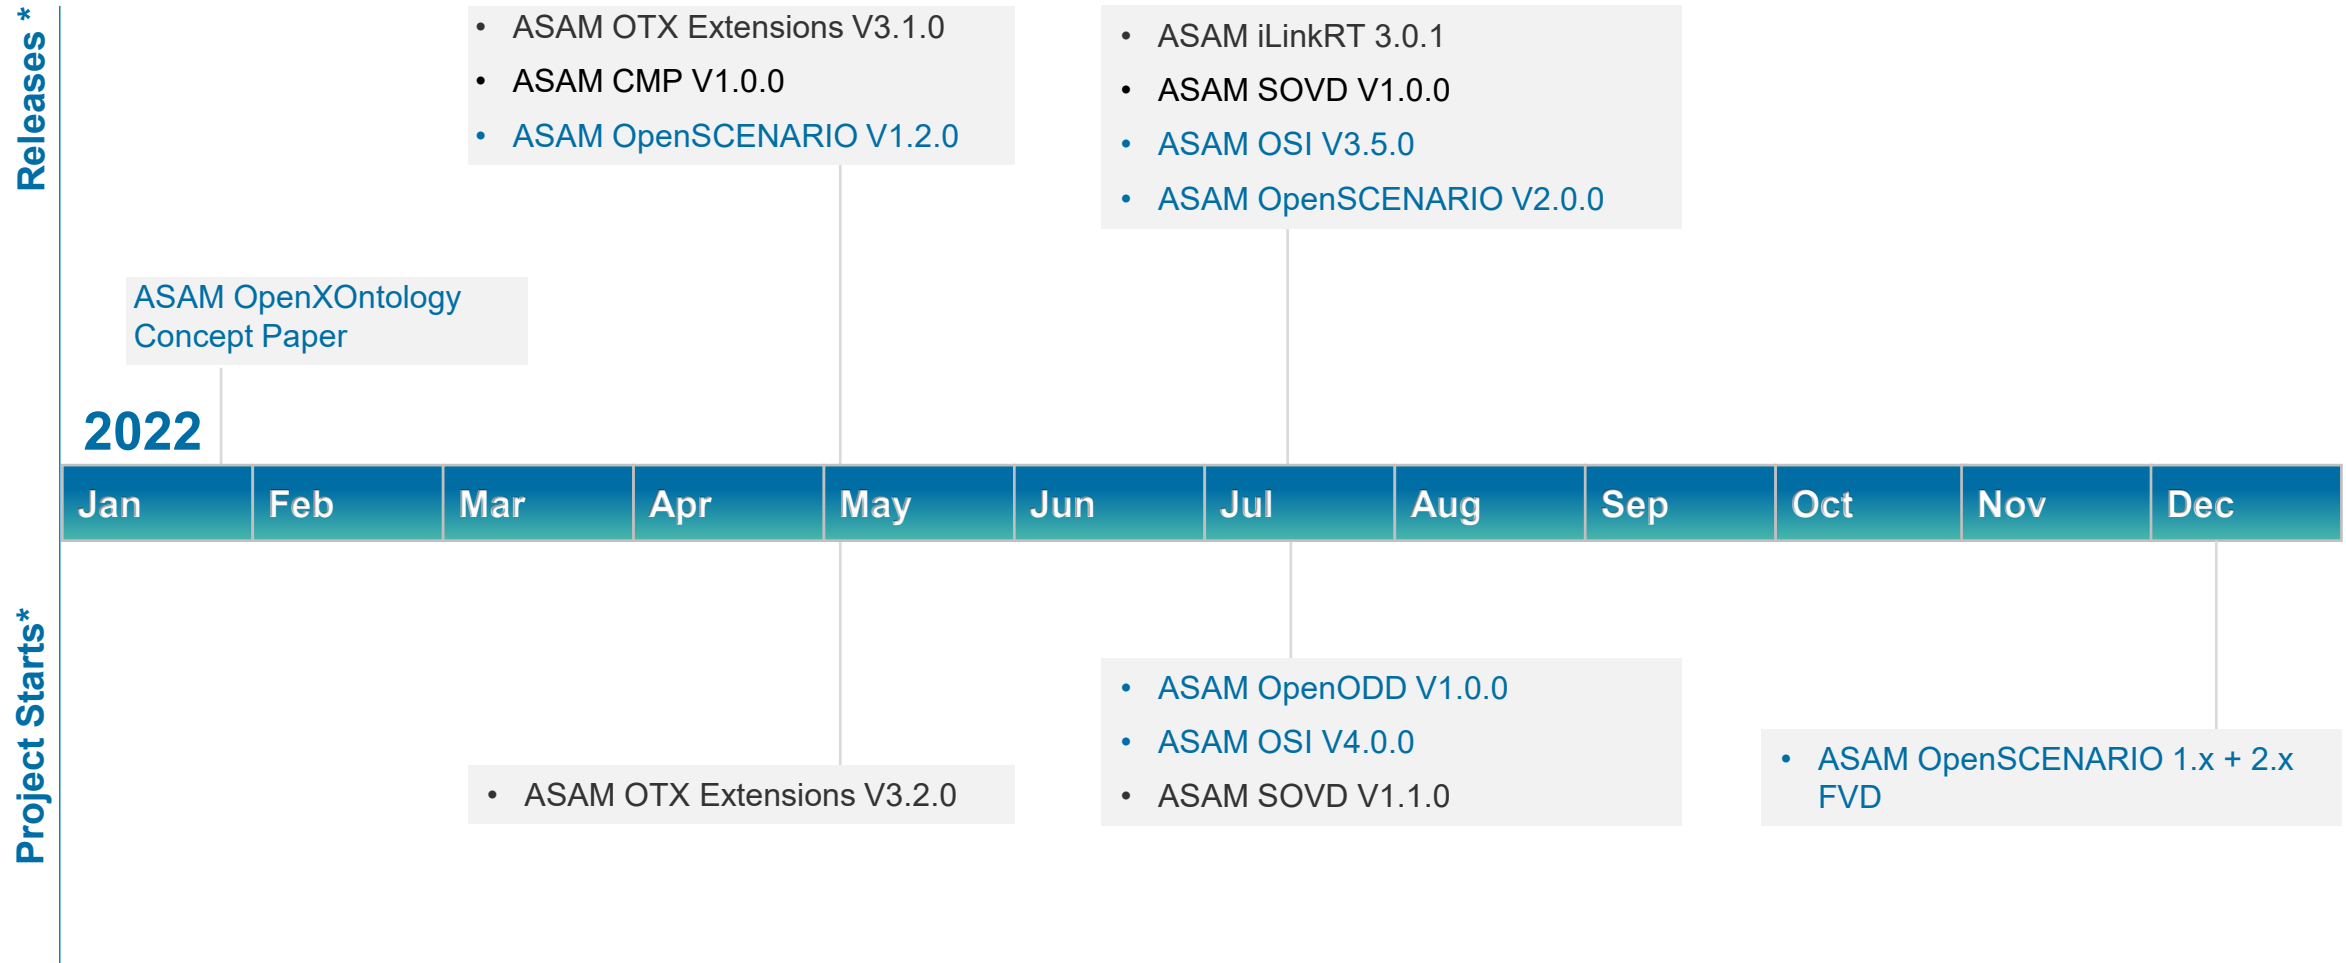 Releases *
• ASAM OTX Extensions V3.1.0
• ASAM CMP V1.0.0
• ASAM OpenSCENARIO V1.2.0
• ASAM iLinkRT 3.0.1
• ASAM SOVD V1.0.0
• ASAM OSI V3.5.0
• ASAM OpenSCENARIO V2.0.0
ASAM OpenXOntology
Concept Paper
2022
Jan Feb Mar Apr May Jun Jul Aug Sep Oct Nov Dec
Project Starts*
• ASAM OTX Extensions V3.2.0
• ASAM OpenODD V1.0.0
• ASAM OSI V4.0.0
• ASAM SOVD V1.1.0
• ASAM OpenSCENARIO 1.x + 2.x
FVD